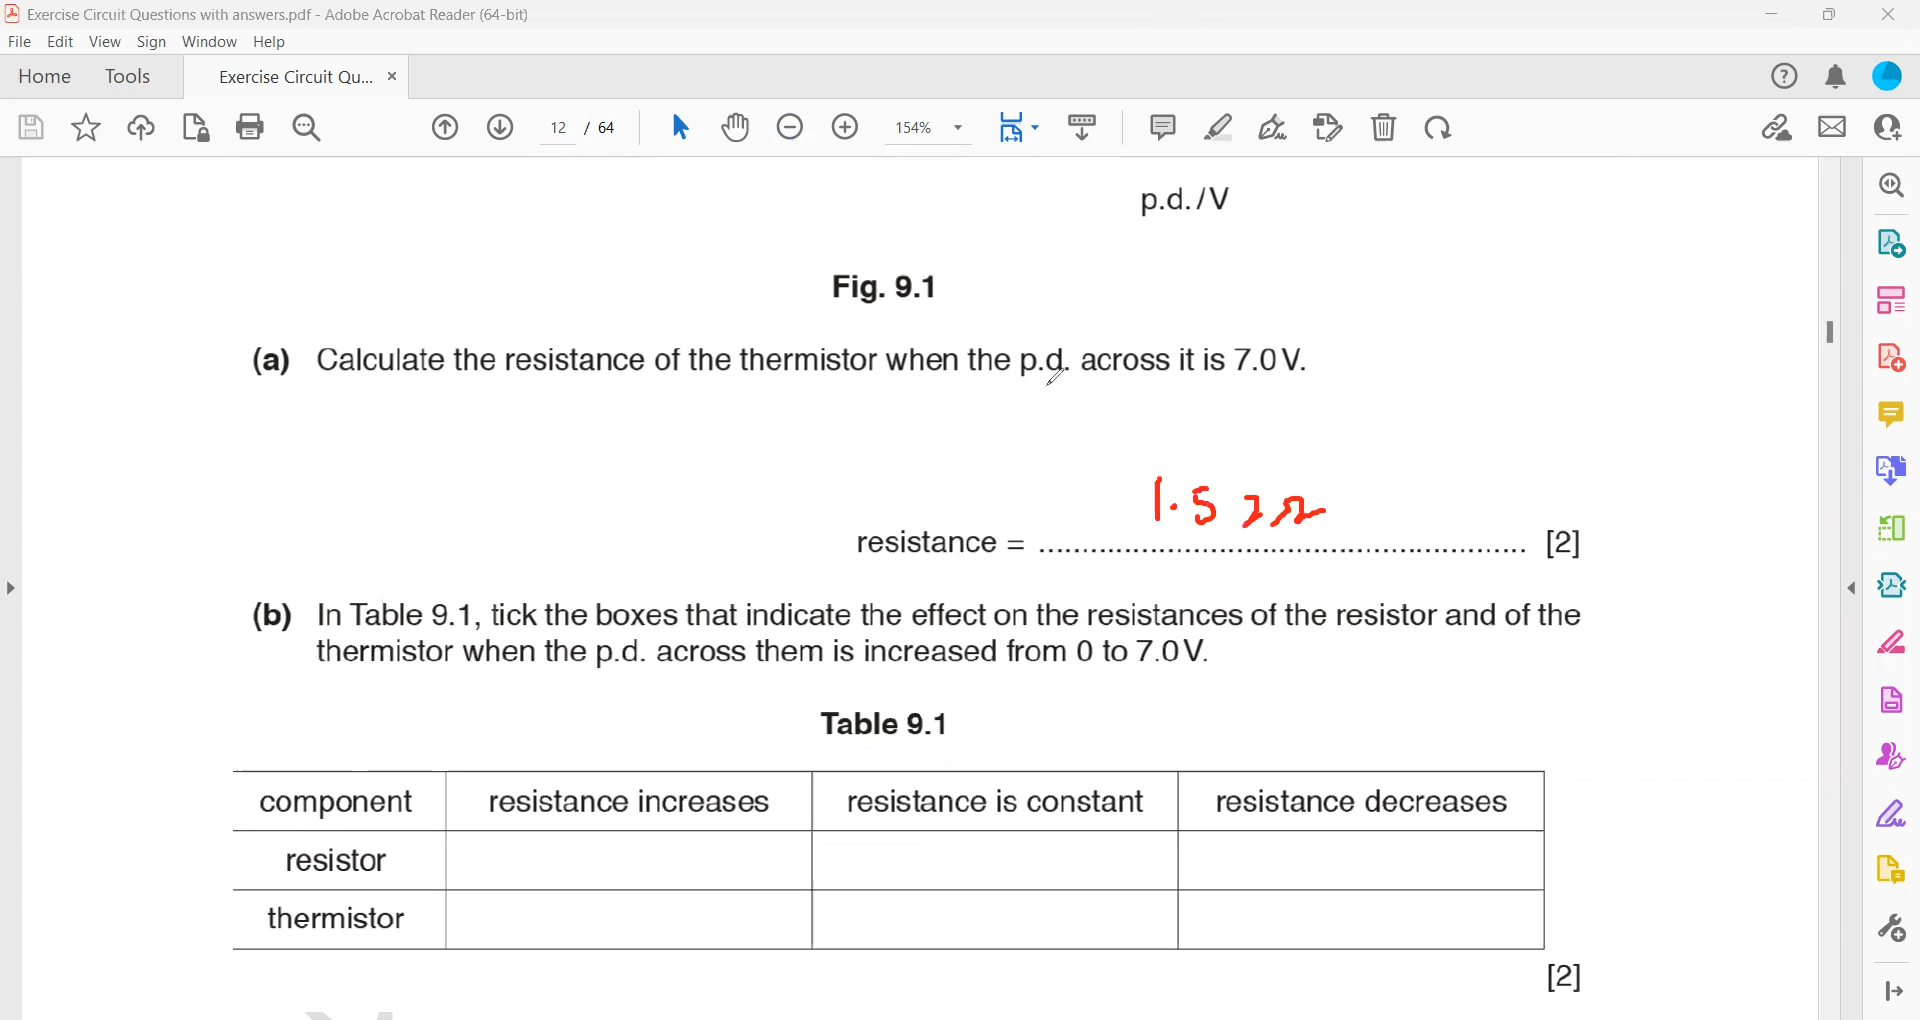 Exercise Circuit Questions with answers.pdf - Adobe Acrobat Reader (64-bit)
File Edit View Sign Window Help
Home Tools Exercise Circuit Qu... ×
12 / 64 154%
p.d. / V
Fig. 9.1
(a) Calculate the resistance of the thermistor when the p.d. across it is 7.0 V.
1.52Ω
resistance = ........................................................ [2]
(b) In Table 9.1, tick the boxes that indicate the effect on the resistances of the resistor and of the
thermistor when the p.d. across them is increased from 0 to 7.0 V.
Table 9.1
component resistance increases resistance is constant resistance decreases
resistor
thermistor
[2]